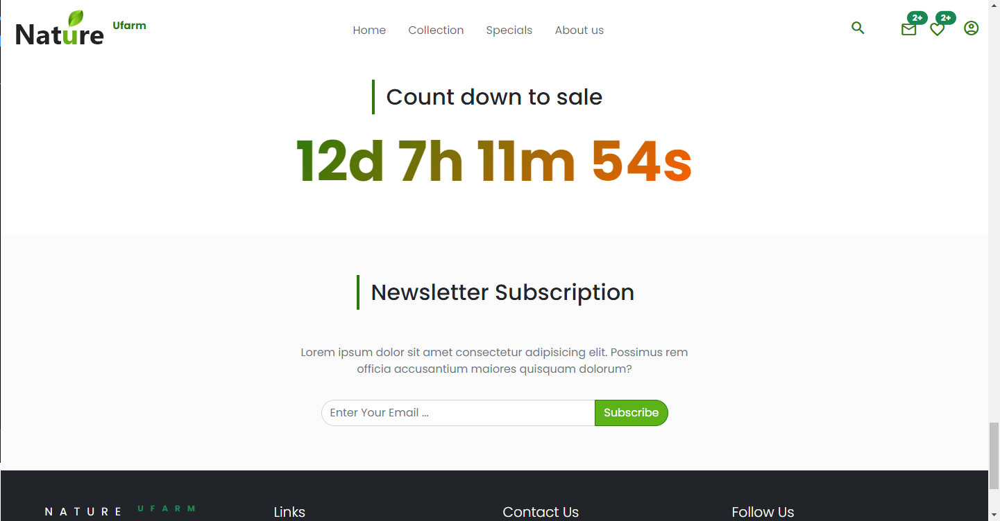 Nature Ufarm
Home Collection Specials About us
2+ 2+
Count down to sale
12d 7h 11m 54s
Newsletter Subscription
Lorem ipsum dolor sit amet consectetur adipisicing elit. Possimus rem
officia accusantium maiores quisquam dolorum?
Enter Your Email ... Subscribe
NATURE UFARM Links Contact Us Follow Us